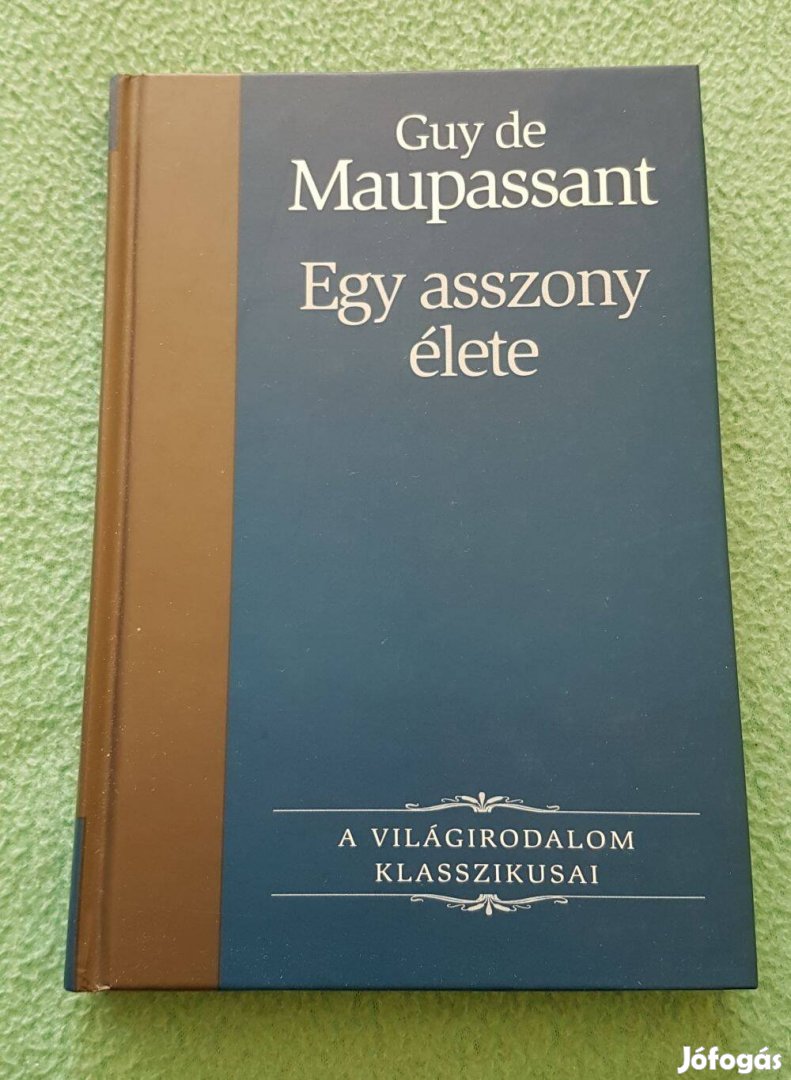 Guy de
Maupassant
Egy asszony
élete
A VILÁGIRODALOM
KLASSZIKUSAI
Jófogás